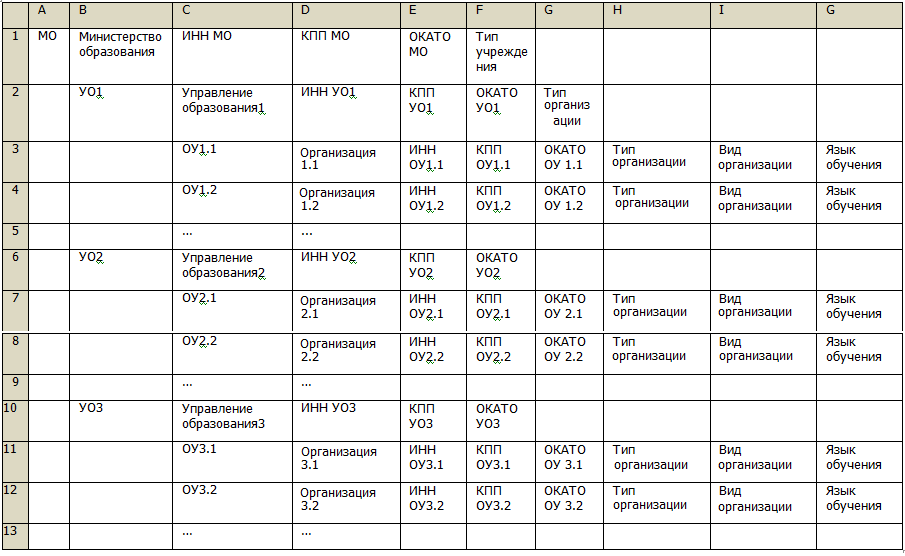 A B C D E F G H I G
1 МО Министерство образования ИНН МО КПП МО ОКАТО МО Тип учрежде ния
2 УО1 Управление образования1 ИНН УО1 КПП УО1 ОКАТО УО1 Тип организ ации
3 ОУ1.1 Организация 1.1 ИНН ОУ1.1 КПП ОУ1.1 ОКАТО ОУ 1.1 Тип организации Вид организации Язык обучения
4 ОУ1.2 Организация 1.2 ИНН ОУ1.2 КПП ОУ1.2 ОКАТО ОУ 1.2 Тип организации Вид организации Язык обучения
5 ... ...
6 УО2 Управление образования2 ИНН УО2 КПП УО2 ОКАТО УО2
7 ОУ2.1 Организация 2.1 ИНН ОУ2.1 КПП ОУ2.1 ОКАТО ОУ 2.1 Тип организации Вид организации Язык обучения
8 ОУ2.2 Организация 2.2 ИНН ОУ2.2 КПП ОУ2.2 ОКАТО ОУ 2.2 Тип организации Вид организации Язык обучения
9 ... ...
10 УО3 Управление образования3 ИНН УО3 КПП УО3 ОКАТО УО3
11 ОУ3.1 Организация 3.1 ИНН ОУ3.1 КПП ОУ3.1 ОКАТО ОУ 3.1 Тип организации Вид организации Язык обучения
12 ОУ3.2 Организация 3.2 ИНН ОУ3.2 КПП ОУ3.2 ОКАТО ОУ 3.2 Тип организации Вид организации Язык обучения
13 ... ...